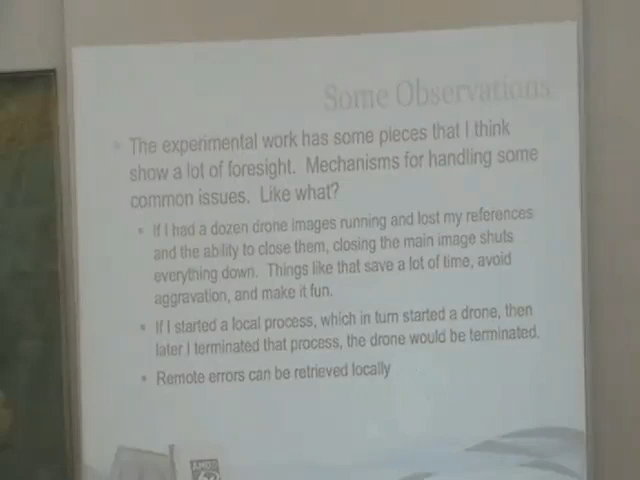 Some Observations
The experimental work has some pieces that I think
show a lot of foresight. Mechanisms for handling some
common issues. Like what?
If I had a dozen drone images running and lost my references
and the ability to close them, closing the main image shuts
everything down. Things like that save a lot of time, avoid
aggravation, and make it fun.
If I started a local process, which in turn started a drone, then
later I terminated that process, the drone would be terminated.
Remote errors can be retrieved locally